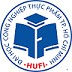 ĐẠI HỌC CÔNG NGHIỆP THỰC PHẨM TP. HỒ CHÍ MINH
HUFI